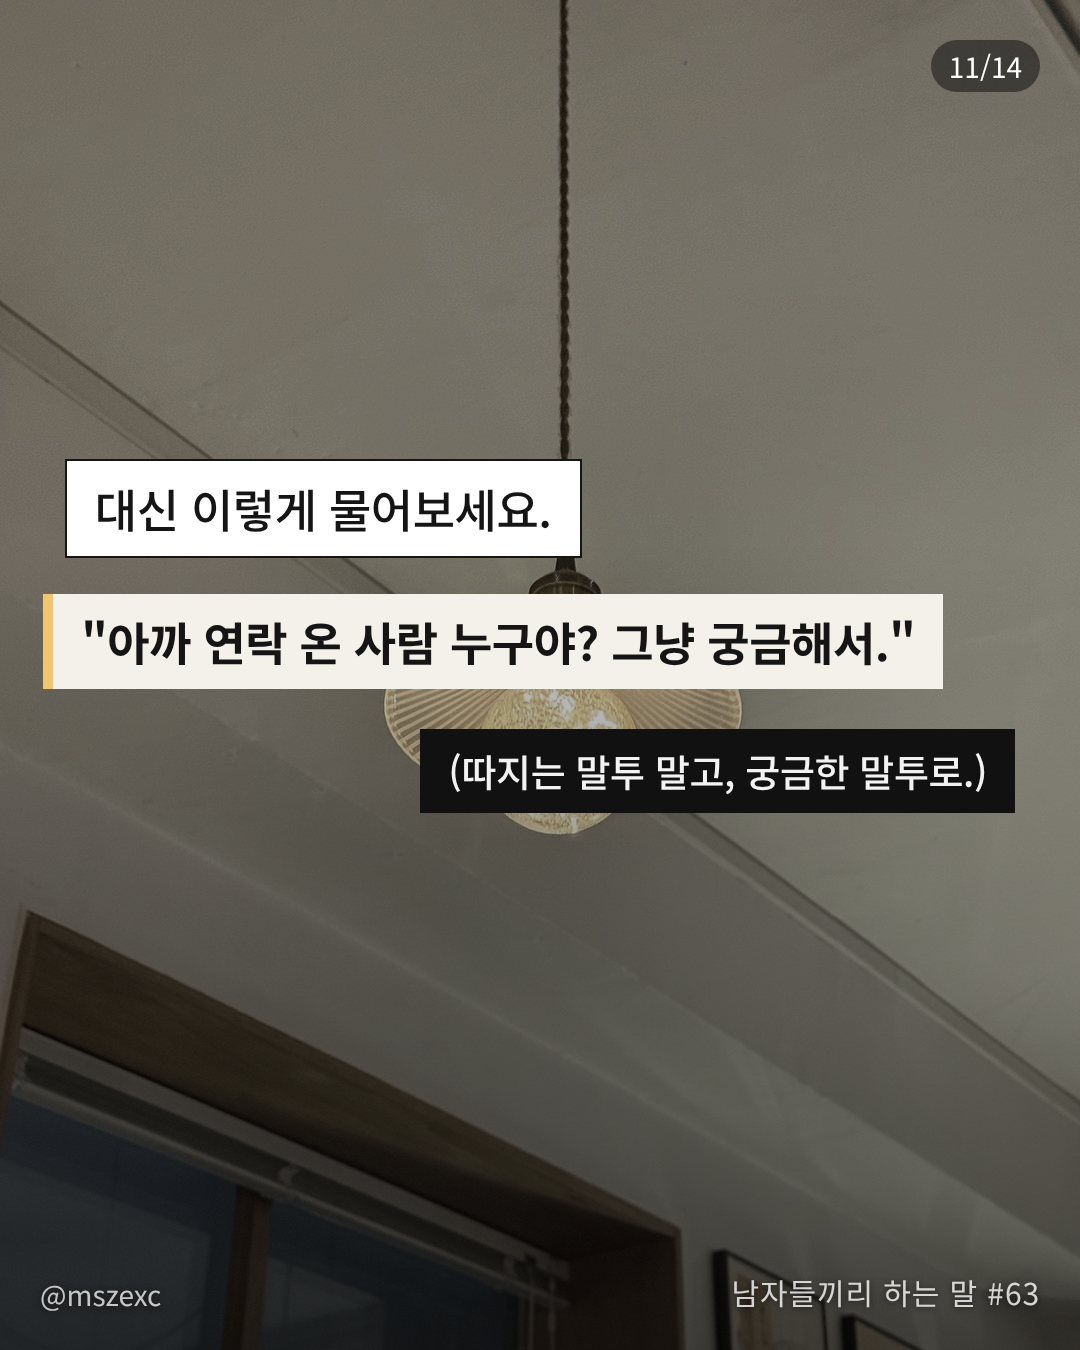 11/14
대신 이렇게 물어보세요.
"아까 연락 온 사람 누구야? 그냥 궁금해서."
(따지는 말투 말고, 궁금한 말투로.)
@mszexc
남자들끼리 하는 말 #63